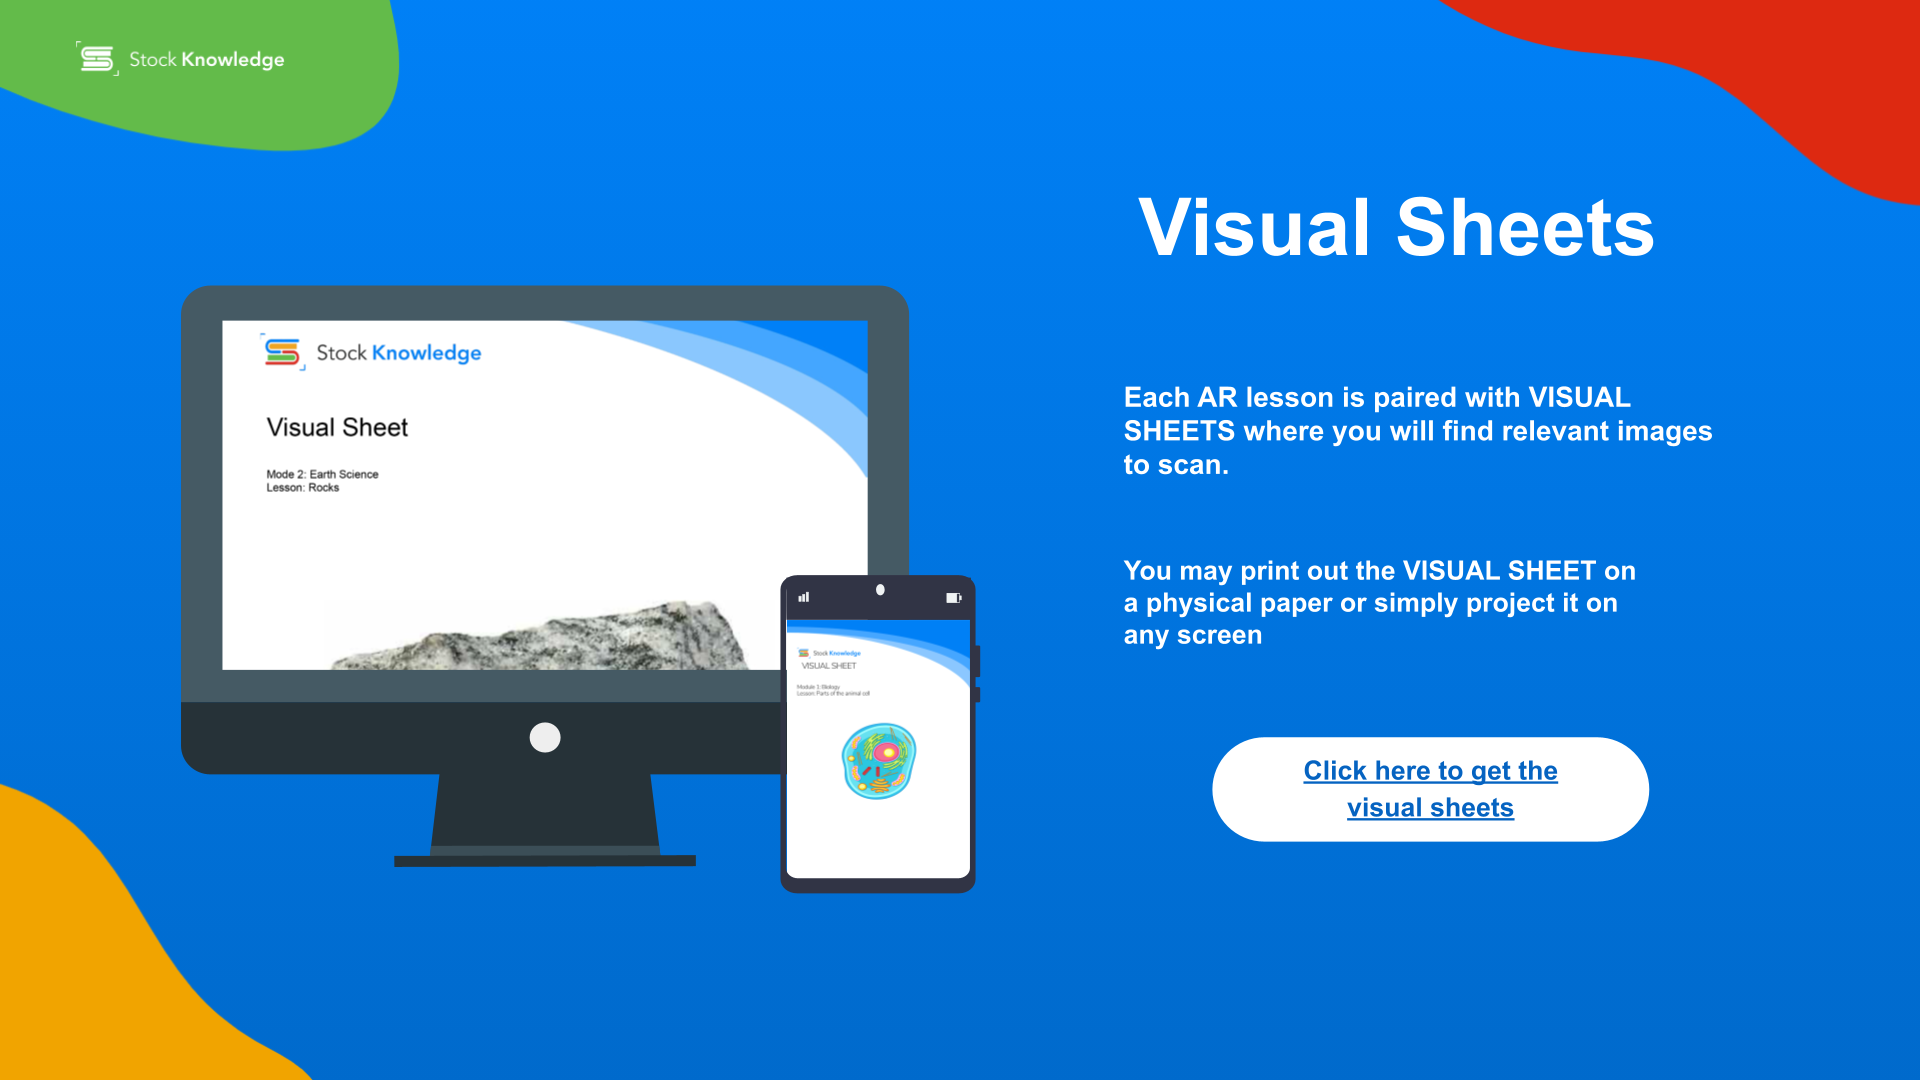 Stock Knowledge
Visual Sheets
Stock Knowledge
Visual Sheet
Mode 2: Earth Science
Lesson: Rocks
Each AR lesson is paired with VISUAL
SHEETS where you will find relevant images
to scan.
You may print out the VISUAL SHEET on
a physical paper or simply project it on
any screen
Stock Knowledge
VISUAL SHEET
Module 1: Biology
Lesson: Parts of the animal cell
Click here to get the
visual sheets